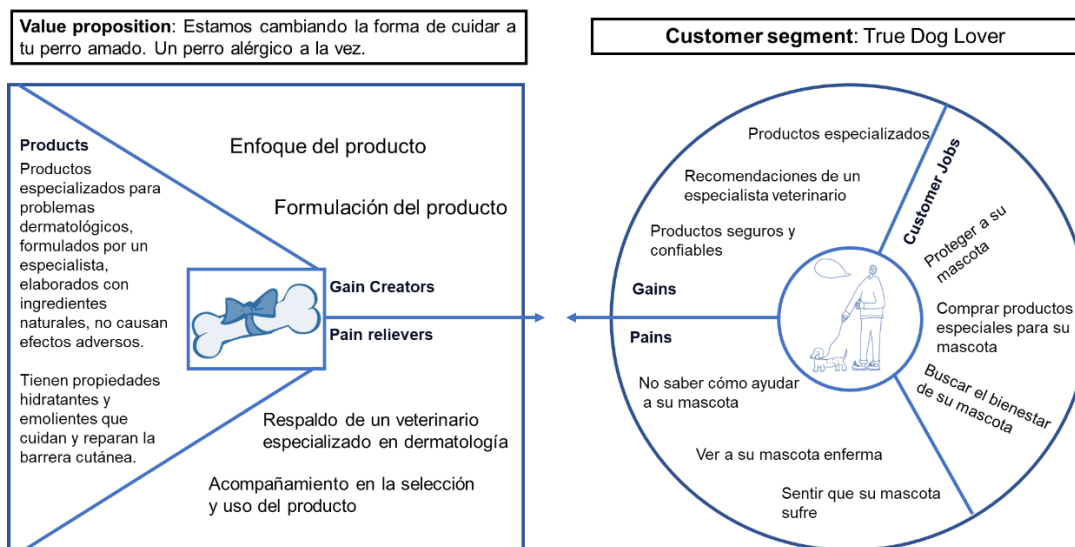 Value proposition: Estamos cambiando la forma de cuidar a
tu perro amado. Un perro alérgico a la vez.
Products
Productos
especializados para
problemas
dermatológicos,
formulados por un
especialista,
elaborados con
ingredientes
naturales, no causan
efectos adversos.
Tienen propiedades
hidratantes y
emolientes que
cuidan y reparan la
barrera cutánea.
Enfoque del producto
Formulación del producto
Gain Creators
Pain relievers
Respaldo de un veterinario
especializado en dermatología
Acompañamiento en la selección
y uso del producto
Customer segment: True Dog Lover
Productos especializados
Recomendaciones de un
especialista veterinario
Productos seguros y
confiables
Gains
Pains
No saber cómo ayudar
a su mascota
Ver a su mascota enferma
Sentir que su mascota
sufre
Customer Jobs
Proteger a su
mascota
Comprar productos
especiales para su
mascota
Buscar el bienestar
de su mascota